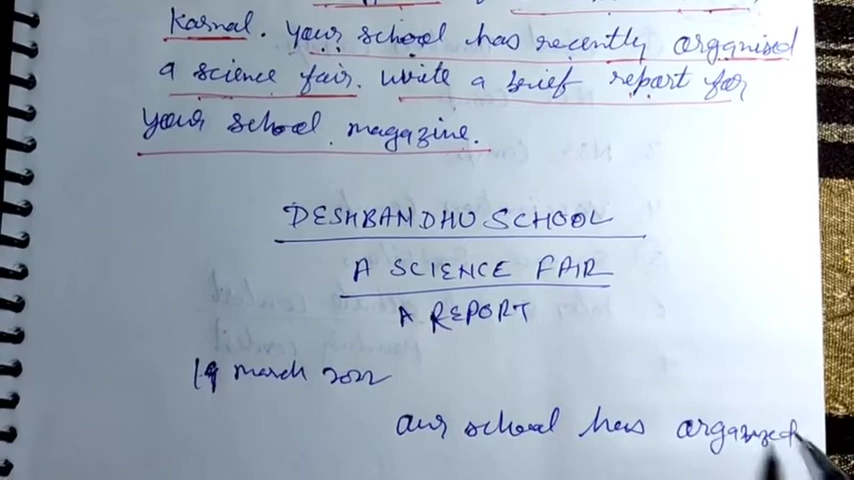 Karnal. Your school has recently organised
a science fair. Write a brief report for
your school magazine.
DESHBANDHU SCHOOL
A SCIENCE FAIR
A REPORT
19 march 2022
our school has organized